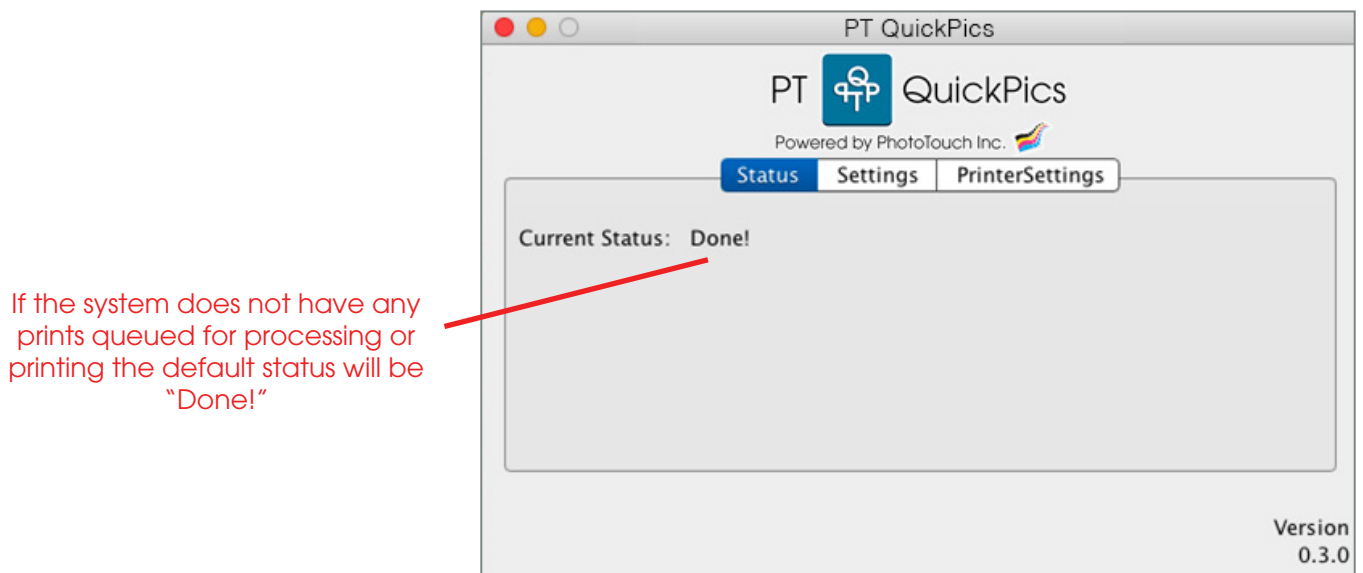 PT QuickPics
PT QuickPics
Powered by PhotoTouch Inc.
Status Settings PrinterSettings
Current Status: Done!
If the system does not have any
prints queued for processing or
printing the default status will be
“Done!”
Version
0.3.0